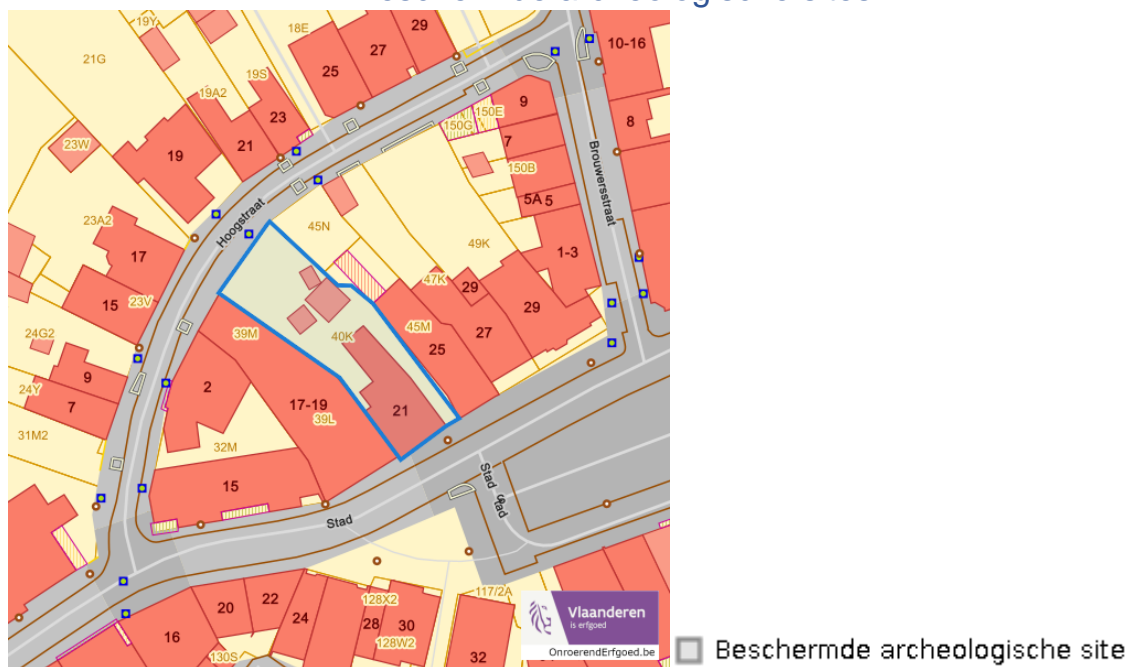 19Y
21G
18E
25
27
29
10-16
19A2
19S
23
21
23W
19
150G
150E
9
7
8
150B
5A 5
Brouwersstraat
Hoogstraat
23A2
17
15
23V
45N
49K
1-3
47K
29
29
27
45M
25
24G2
39M
40K
9
7
24Y
31M2
2
17-19
39L
21
32M
15
Stad
Stad
Stad
20
22
24
128X2
28
30
128W2
117/2A
16
130S
32
Vlaanderen
is erfgoed
OnroerendErfgoed.be
Beschermde archeologische site